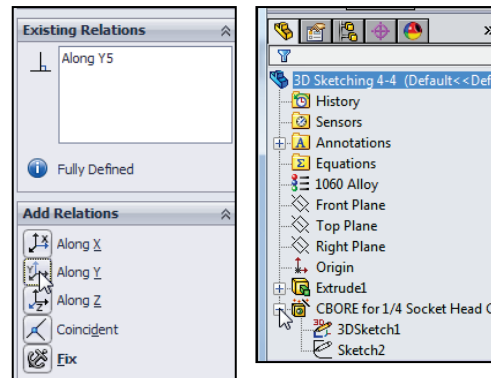 Existing Relations
Along Y5
Fully Defined
Add Relations
Along X
Along Y
Along Z
Coincident
Fix
»
3D Sketching 4-4 (Default<<Def
History
Sensors
A Annotations
Σ Equations
1060 Alloy
Front Plane
Top Plane
Right Plane
Origin
Extrude1
CBORE for 1/4 Socket Head C
3D 3DSketch1
Sketch2